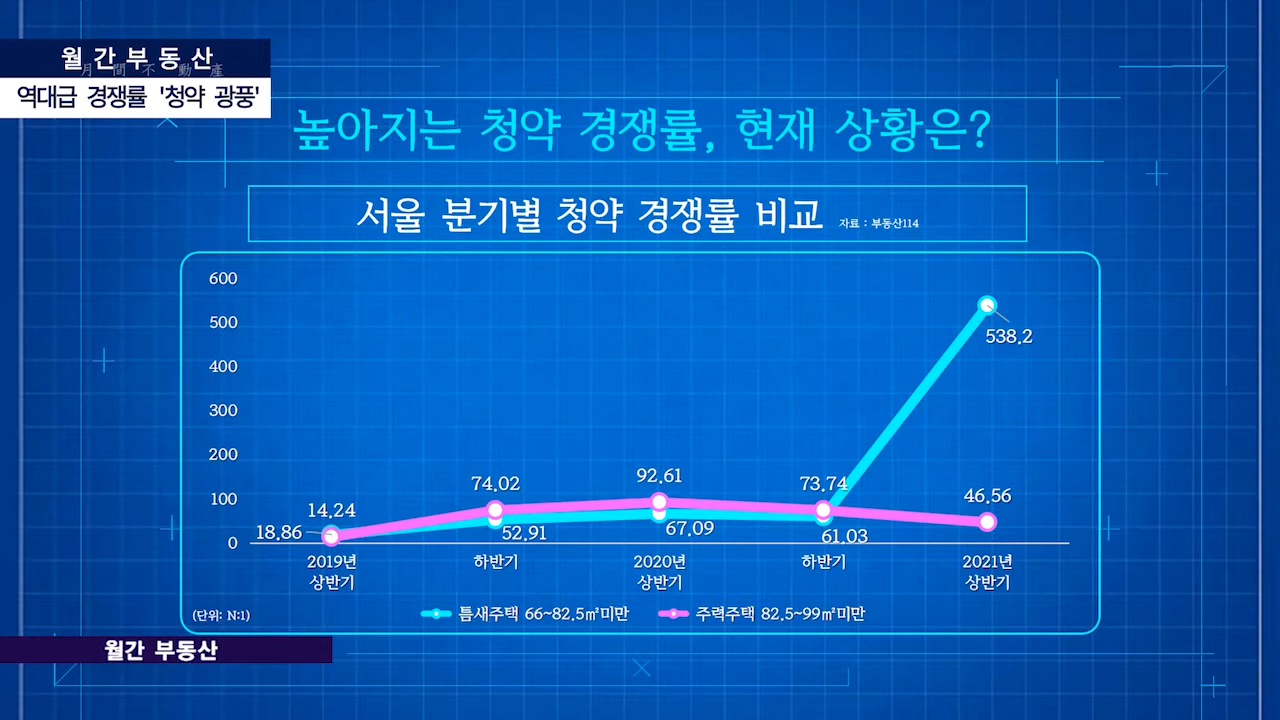 월간부동산
月間不動産
역대급 경쟁률 '청약 광풍'
높아지는 청약 경쟁률, 현재 상황은?
서울 분기별 청약 경쟁률 비교 자료 : 부동산114
600
500
400
300
200
100
0
14.24
18.86
74.02
52.91
92.61
67.09
73.74
61.03
538.2
46.56
2019년
상반기
하반기
2020년
상반기
하반기
2021년
상반기
(단위: N:1)
틈새주택 66~82.5㎡미만
주력주택 82.5~99㎡미만
월간 부동산